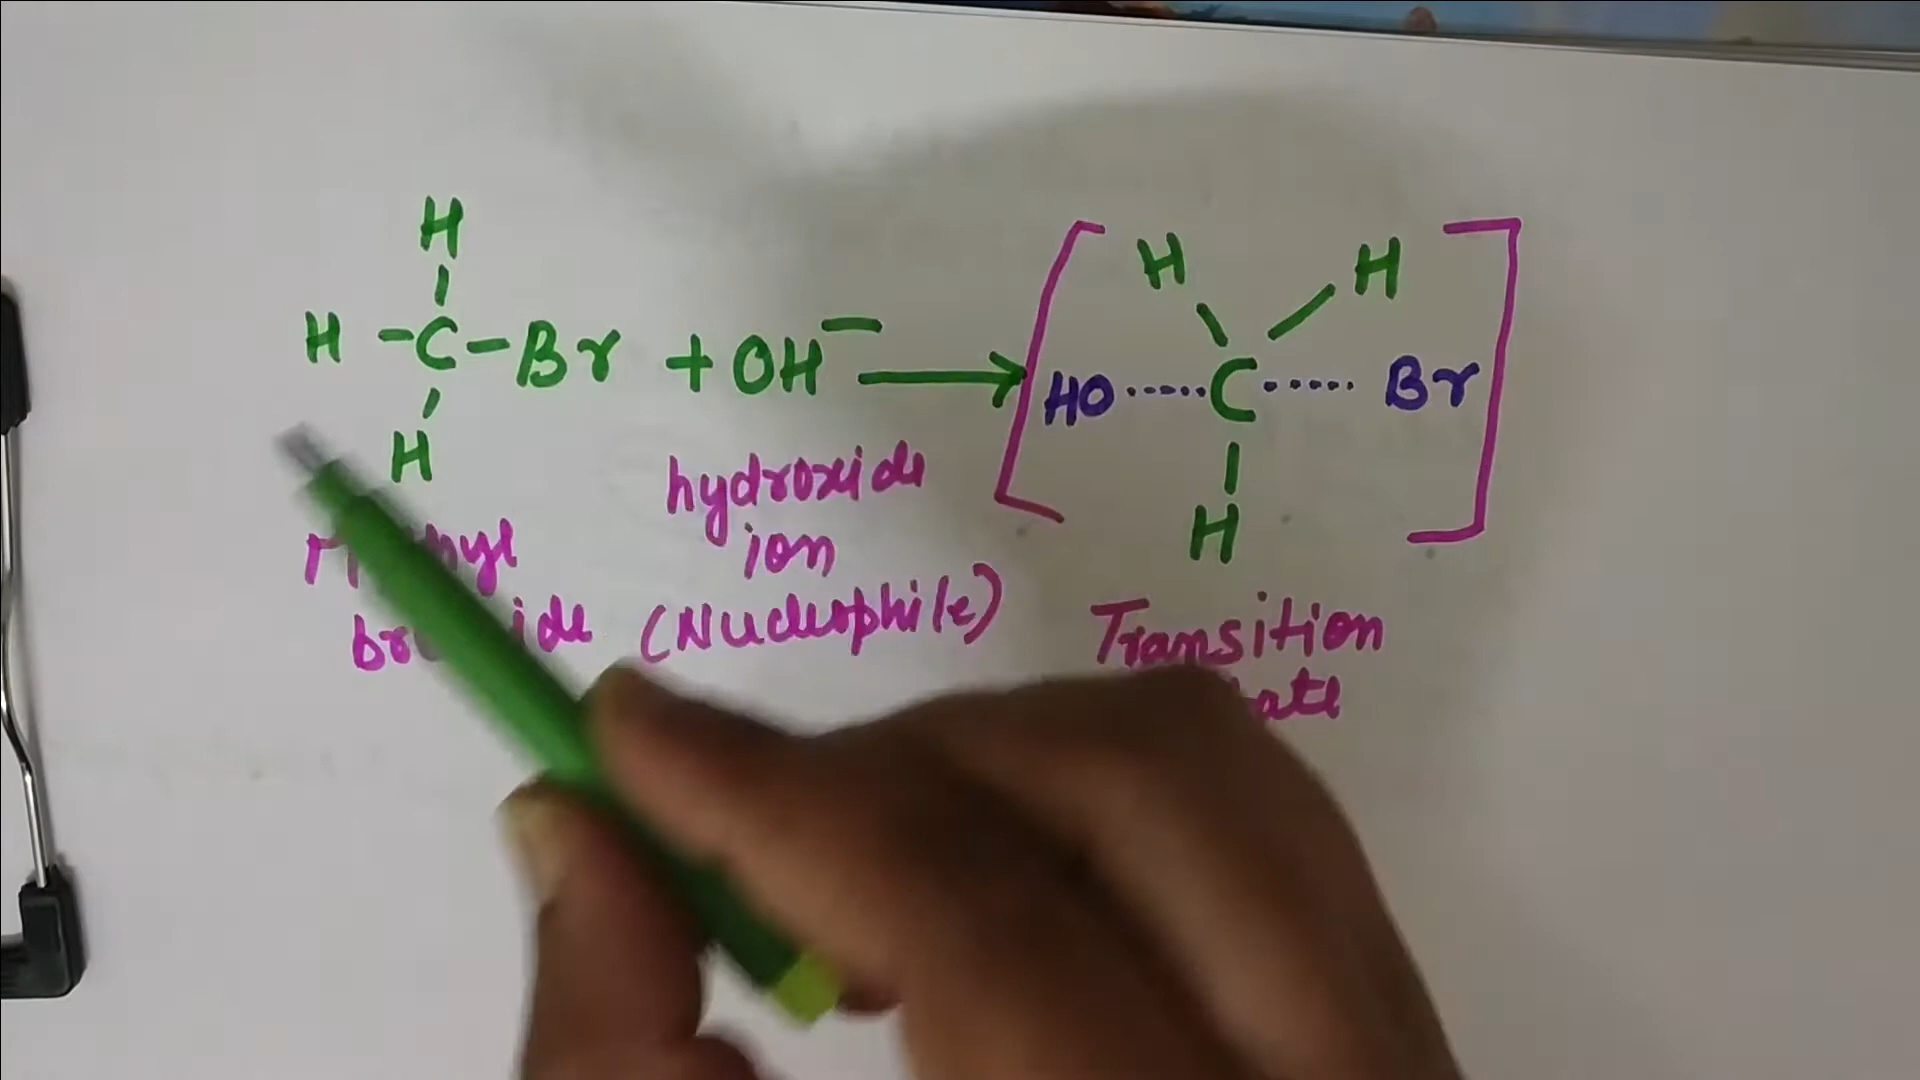 H
H - C - Br + OH⁻ → [HO ..... C ..... Br]
H
H H
H
hydroxide
ion
(Nucleophile)
Transition